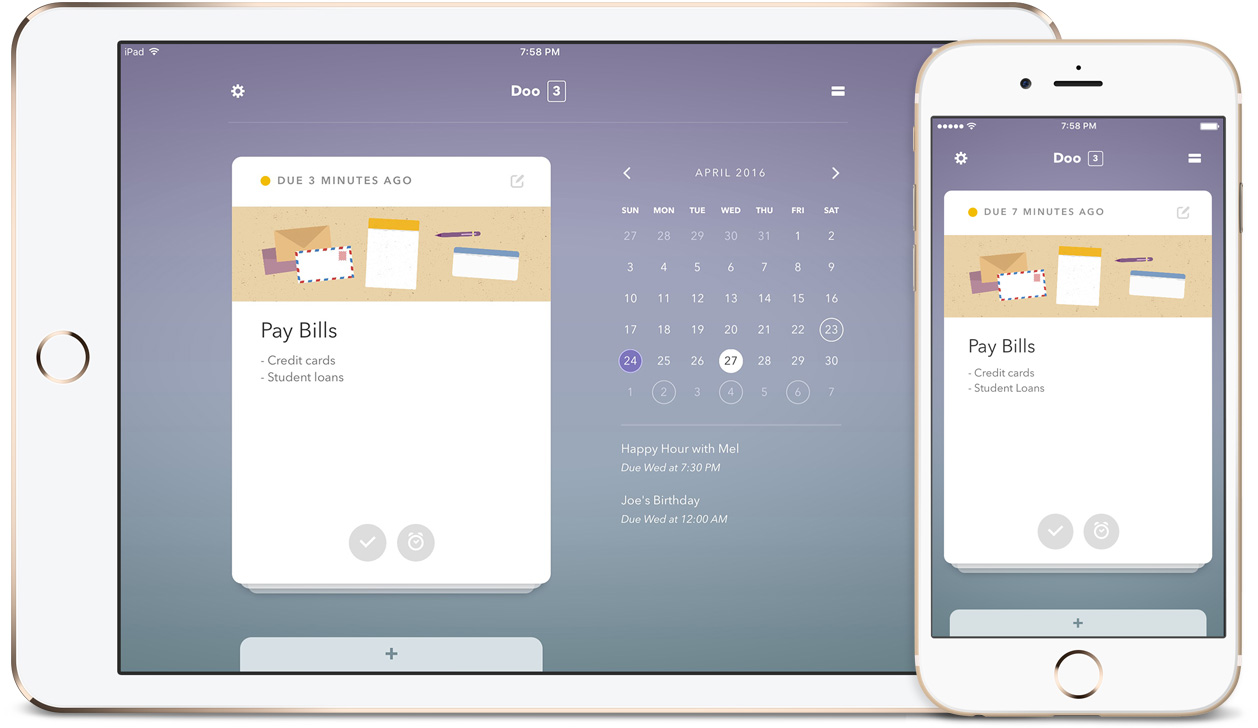 iPad
7:58 PM
Doo 3
DUE 3 MINUTES AGO
Pay Bills
- Credit cards
- Student loans
+
APRIL 2016
SUN MON TUE WED THU FRI SAT
27 28 29 30 31 1 2
3 4 5 6 7 8 9
10 11 12 13 14 15 16
17 18 19 20 21 22 23
24 25 26 27 28 29 30
1 2 3 4 5 6 7
Happy Hour with Mel
Due Wed at 7:30 PM
Joe's Birthday
Due Wed at 12:00 AM
7:58 PM
Doo 3
DUE 7 MINUTES AGO
Pay Bills
- Credit cards
- Student Loans
+